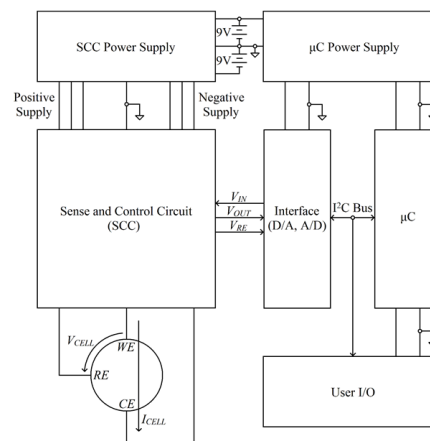 SCC Power Supply
9V
9V
μC Power Supply
Positive
Supply
Negative
Supply
Sense and Control Circuit
(SCC)
V_IN
V_OUT
V_RE
Interface
(D/A, A/D)
I²C Bus
μC
V_CELL
WE
RE
CE
I_CELL
User I/O